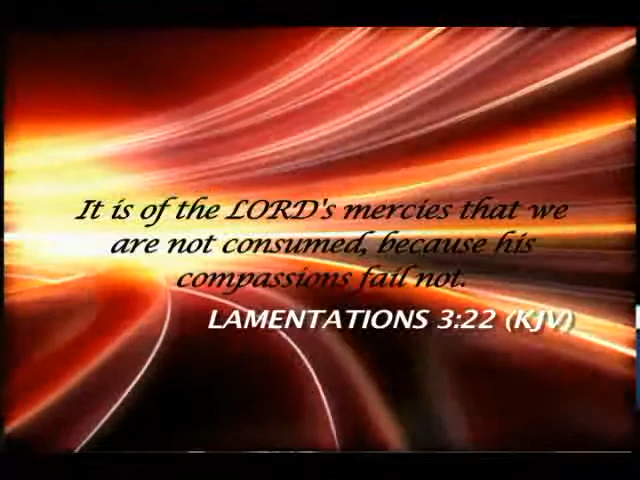 It is of the LORD's mercies that we
are not consumed, because his
compassions fail not.
LAMENTATIONS 3:22 (KJV)